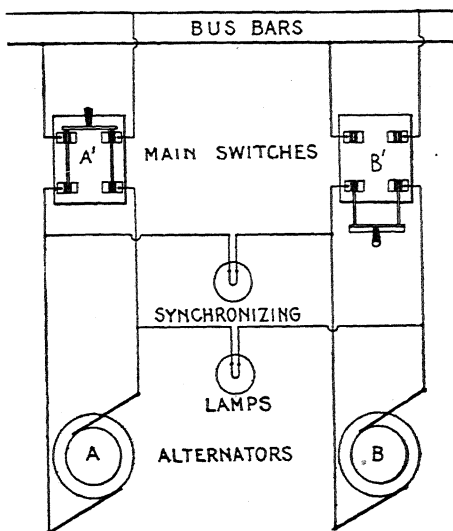 BUS BARS
A'
MAIN SWITCHES
B'
SYNCHRONIZING
LAMPS
A
ALTERNATORS
B